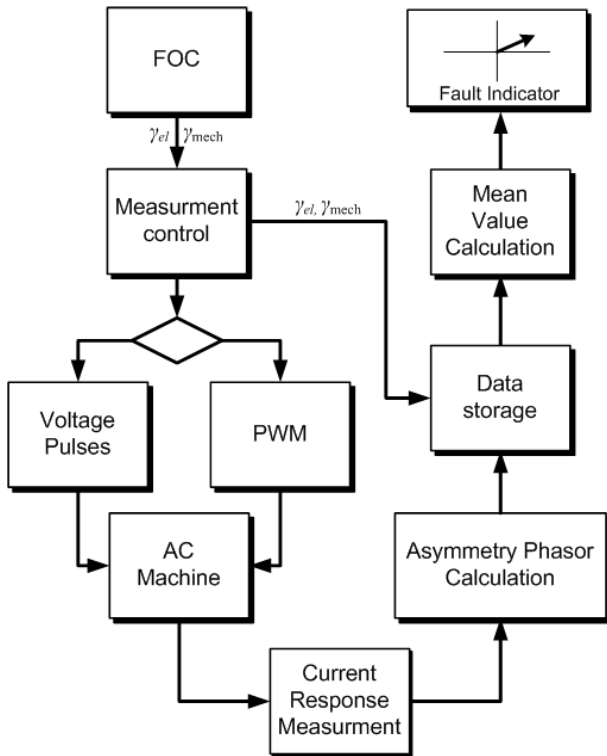 FOC
γel γmech
Measurment
control
γel, γmech
Voltage
Pulses
PWM
AC
Machine
Current
Response
Measurment
Asymmetry Phasor
Calculation
Data
storage
Mean
Value
Calculation
Fault Indicator